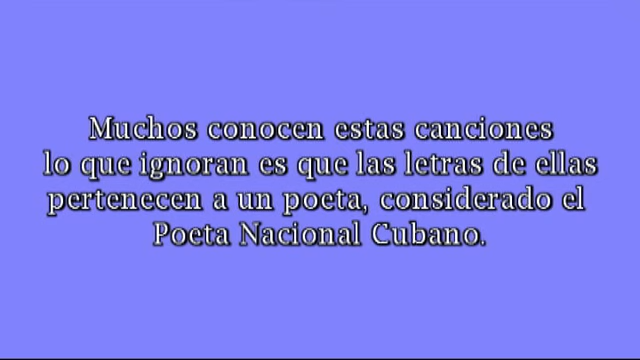 Muchos conocen estas canciones
lo que ignoran es que las letras de ellas
pertenecen a un poeta, considerado el
Poeta Nacional Cubano.